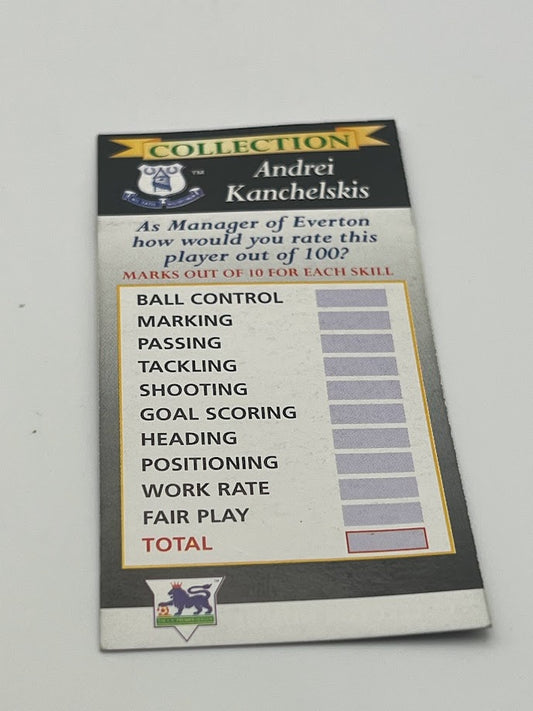 COLLECTION
TM
Andrei
Kanchelskis
As Manager of Everton
how would you rate this
player out of 100?
MARKS OUT OF 10 FOR EACH SKILL
BALL CONTROL
MARKING
PASSING
TACKLING
SHOOTING
GOAL SCORING
HEADING
POSITIONING
WORK RATE
FAIR PLAY
TOTAL